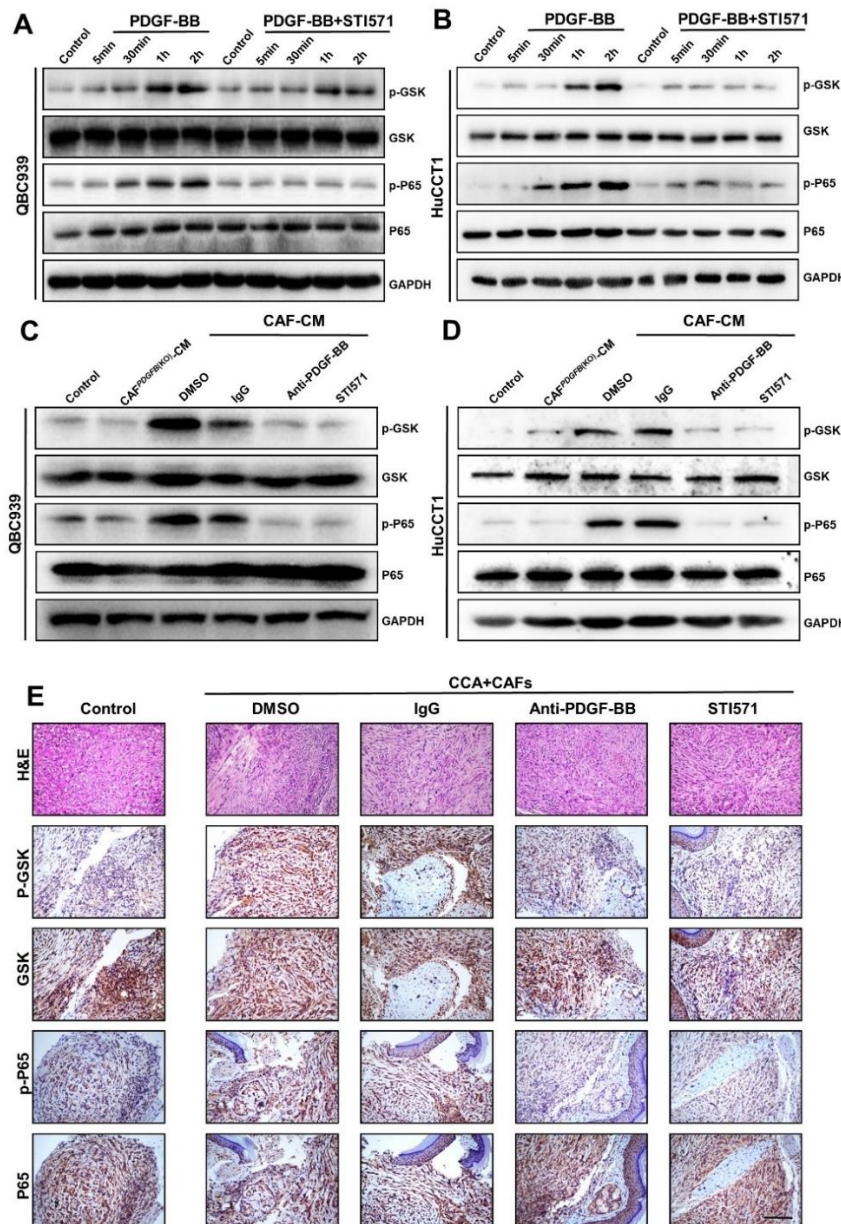 A
PDGF-BB PDGF-BB+STI571
Control 5min 30min 1h 2h Control 5min 30min 1h 2h
QBC939
p-GSK
GSK
p-P65
P65
GAPDH
B
PDGF-BB PDGF-BB+STI571
Control 5min 30min 1h 2h Control 5min 30min 1h 2h
HuCCT1
p-GSK
GSK
p-P65
P65
GAPDH
C
CAF-CM
Control CAFPDGFB(KO)-CM DMSO IgG Anti-PDGF-BB STI571
QBC939
p-GSK
GSK
p-P65
P65
GAPDH
D
CAF-CM
Control CAFPDGFB(KO)-CM DMSO IgG Anti-PDGF-BB STI571
HuCCT1
p-GSK
GSK
p-P65
P65
GAPDH
E
CCA+CAFs
Control DMSO IgG Anti-PDGF-BB STI571
H&E
P-GSK
GSK
p-P65
P65